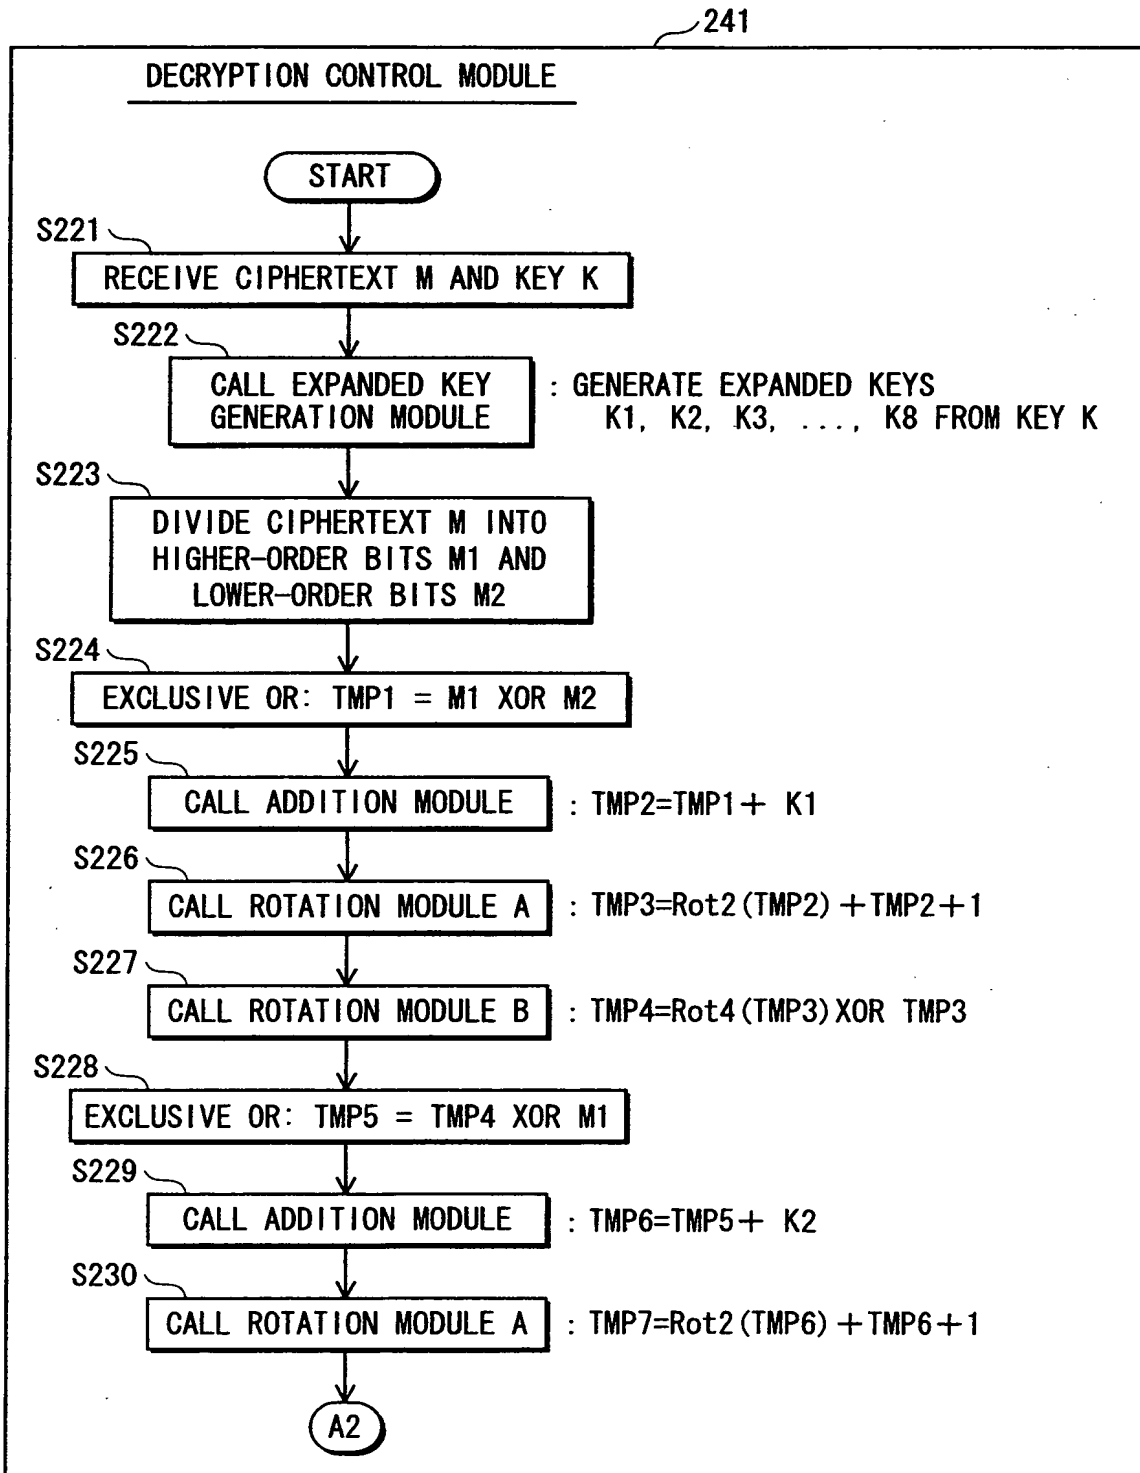 241
DECRYPTION CONTROL MODULE
START
S221
RECEIVE CIPHERTEXT M AND KEY K
S222
CALL EXPANDED KEY
GENERATION MODULE
: GENERATE EXPANDED KEYS
K1, K2, K3, ..., K8 FROM KEY K
S223
DIVIDE CIPHERTEXT M INTO
HIGHER-ORDER BITS M1 AND
LOWER-ORDER BITS M2
S224
EXCLUSIVE OR: TMP1 = M1 XOR M2
S225
CALL ADDITION MODULE : TMP2=TMP1+ K1
S226
CALL ROTATION MODULE A : TMP3=Rot2(TMP2)+TMP2+1
S227
CALL ROTATION MODULE B : TMP4=Rot4(TMP3)XOR TMP3
S228
EXCLUSIVE OR: TMP5 = TMP4 XOR M1
S229
CALL ADDITION MODULE : TMP6=TMP5+ K2
S230
CALL ROTATION MODULE A : TMP7=Rot2(TMP6)+TMP6+1
A2